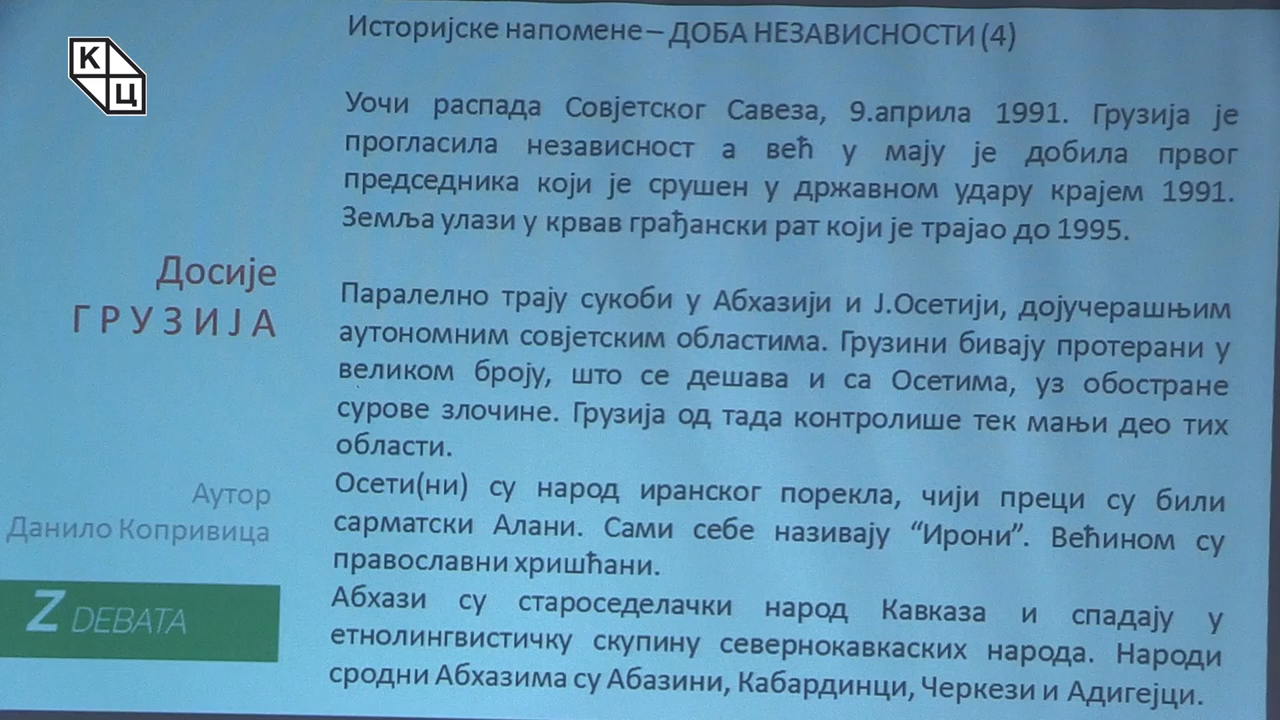 К
Ц
Историјске напомене – ДОБА НЕЗАВИСНОСТИ (4)
Уочи распада Совјетског Савеза, 9.априла 1991. Грузија је
прогласила независност а већ у мају је добила првог
председника који је срушен у државном удару крајем 1991.
Земља улази у крвав грађански рат који је трајао до 1995.
Досије
ГРУЗИЈА
Паралелно трају сукоби у Абхазији и Ј.Осетији, дојучерашњим
аутономним совјетским областима. Грузини бивају протерани у
великом броју, што се дешава и са Осетима, уз обостране
сурове злочине. Грузија од тада контролише тек мањи део тих
области.
Осети(ни) су народ иранског порекла, чији преци су били
сарматски Алани. Сами себе називају “Ирони”. Већином су
православни хришћани.
Абхази су староседелачки народ Кавказа и спадају у
етнолингвистичку скупину севернокавкаских народа. Народи
сродни Абхазима су Абазини, Кабардинци, Черкези и Адигејци.
Аутор
Данило Копривица
Z DEBATA